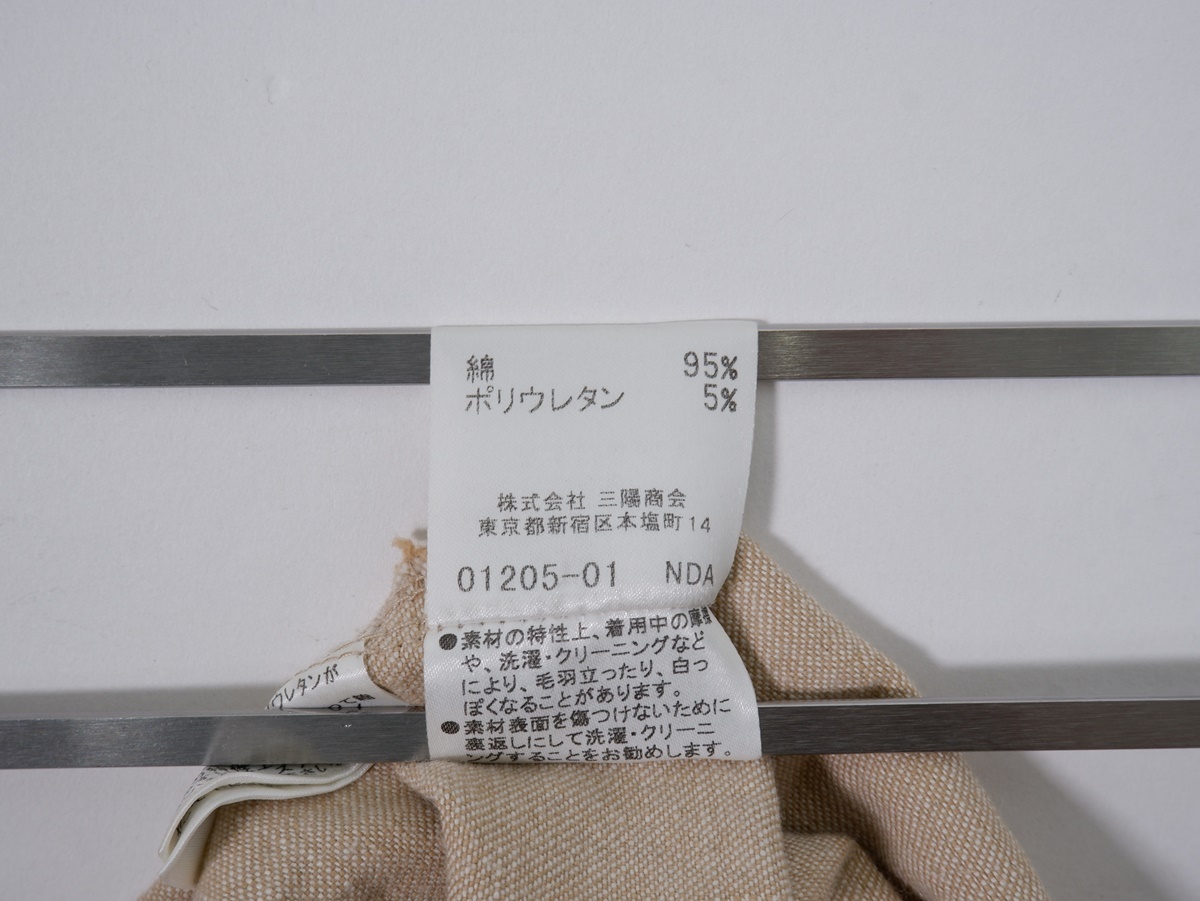 綿 95%
ポリウレタン 5%
株式会社 三陽商会
東京都新宿区本塩町14
01205-01 NDA
●素材の特性上、着用中の摩擦
や、洗濯・クリーニングなど
により、毛羽立ったり、白っ
ぽくなることがあります。
●素材表面を傷つけないために
裏返しにして洗濯・クリーニ
ングすることをお勧めします。
ウレタンが